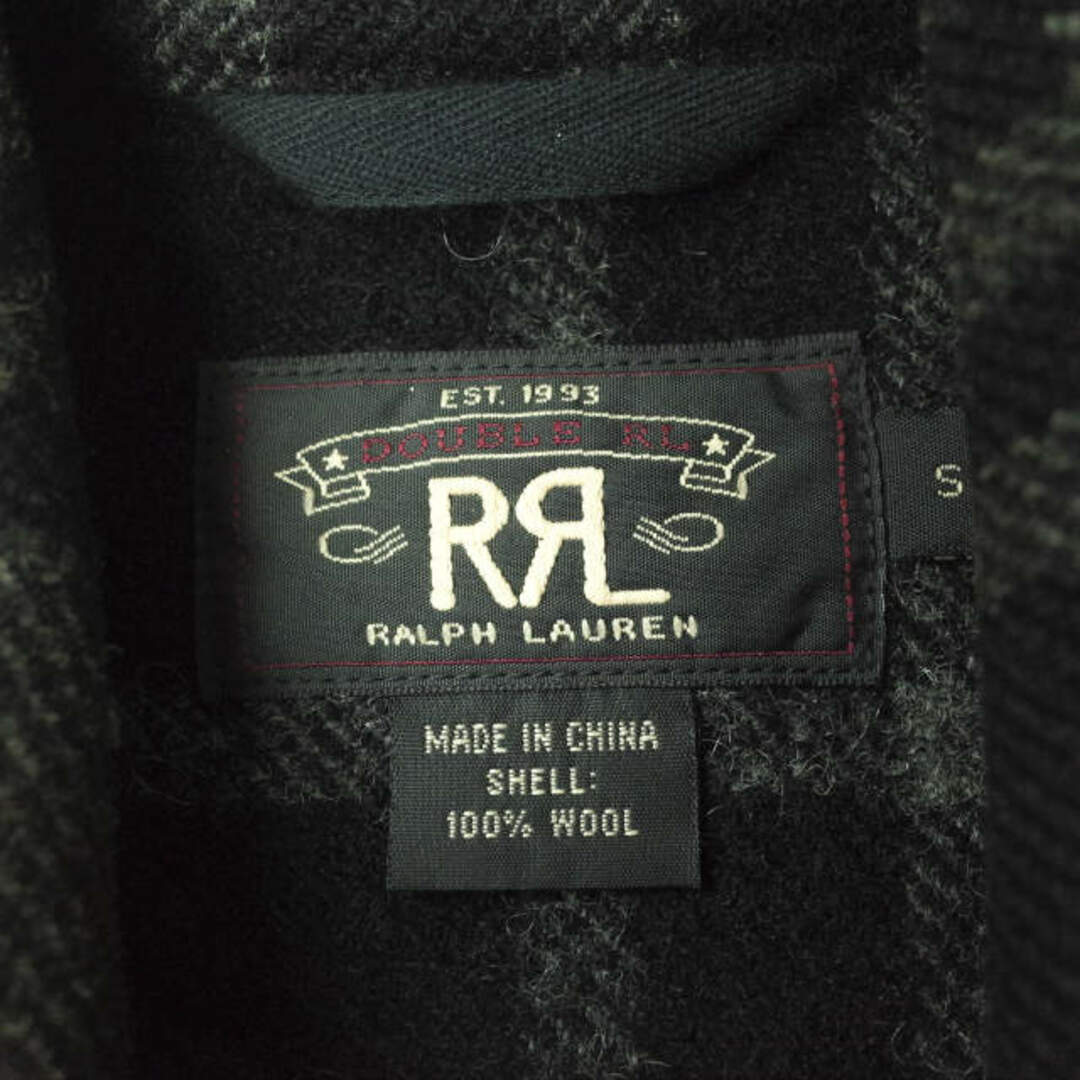 EST. 1993
DOUBLE RL
RRL
RALPH LAUREN
S
MADE IN CHINA
SHELL:
100% WOOL